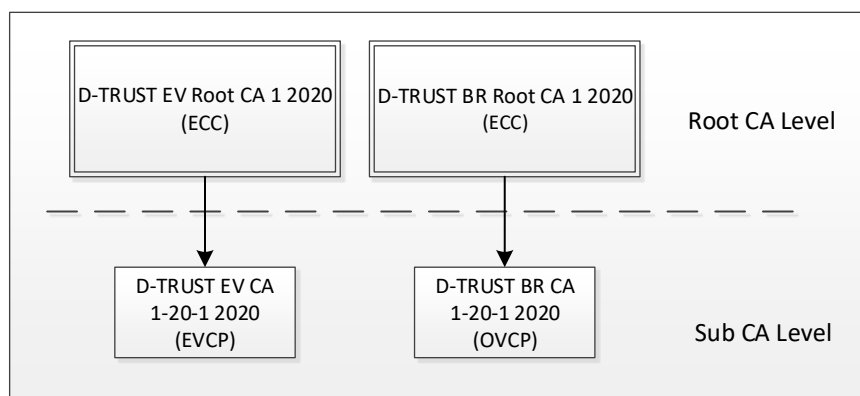 D-TRUST EV Root CA 1 2020
(ECC)
D-TRUST BR Root CA 1 2020
(ECC)
Root CA Level
D-TRUST EV CA
1-20-1 2020
(EVCP)
D-TRUST BR CA
1-20-1 2020
(OVCP)
Sub CA Level